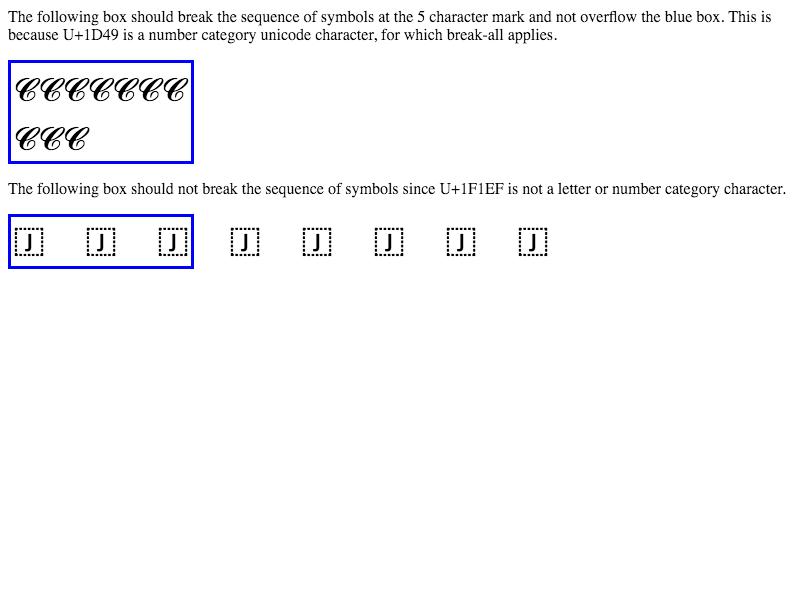 The following box should break the sequence of symbols at the 5 character mark and not overflow the blue box. This is
because U+1D49 is a number category unicode character, for which break-all applies.
𝒞𝒞𝒞𝒞𝒞𝒞𝒞
𝒞𝒞𝒞
The following box should not break the sequence of symbols since U+1F1EF is not a letter or number category character.
🇯 🇯 🇯 🇯 🇯 🇯 🇯 🇯